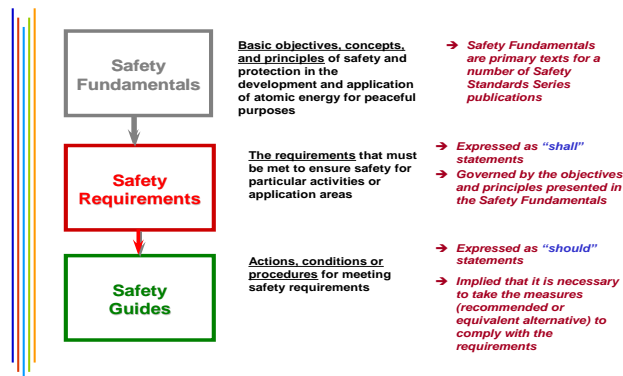 Safety
Fundamentals
Basic objectives, concepts,
and principles of safety and
protection in the
development and application
of atomic energy for peaceful
purposes
➔ Safety Fundamentals
are primary texts for a
number of Safety
Standards Series
publications
Safety
Requirements
The requirements that must
be met to ensure safety for
particular activities or
application areas
➔ Expressed as “shall”
statements
➔ Governed by the objectives
and principles presented in
the Safety Fundamentals
Safety
Guides
Actions, conditions or
procedures for meeting
safety requirements
➔ Expressed as “should”
statements
➔ Implied that it is necessary
to take the measures
(recommended or
equivalent alternative) to
comply with the
requirements